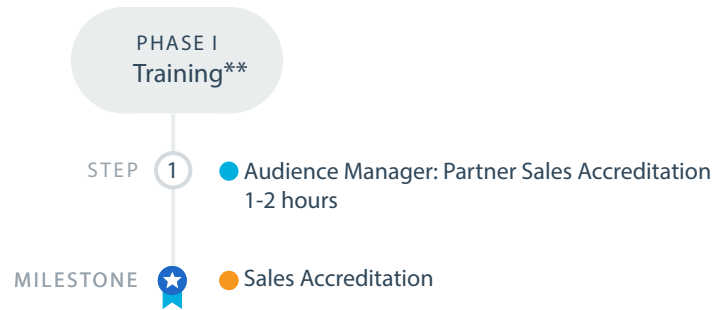 PHASE I
Training**
STEP 1 Audience Manager: Partner Sales Accreditation
1-2 hours
MILESTONE Sales Accreditation